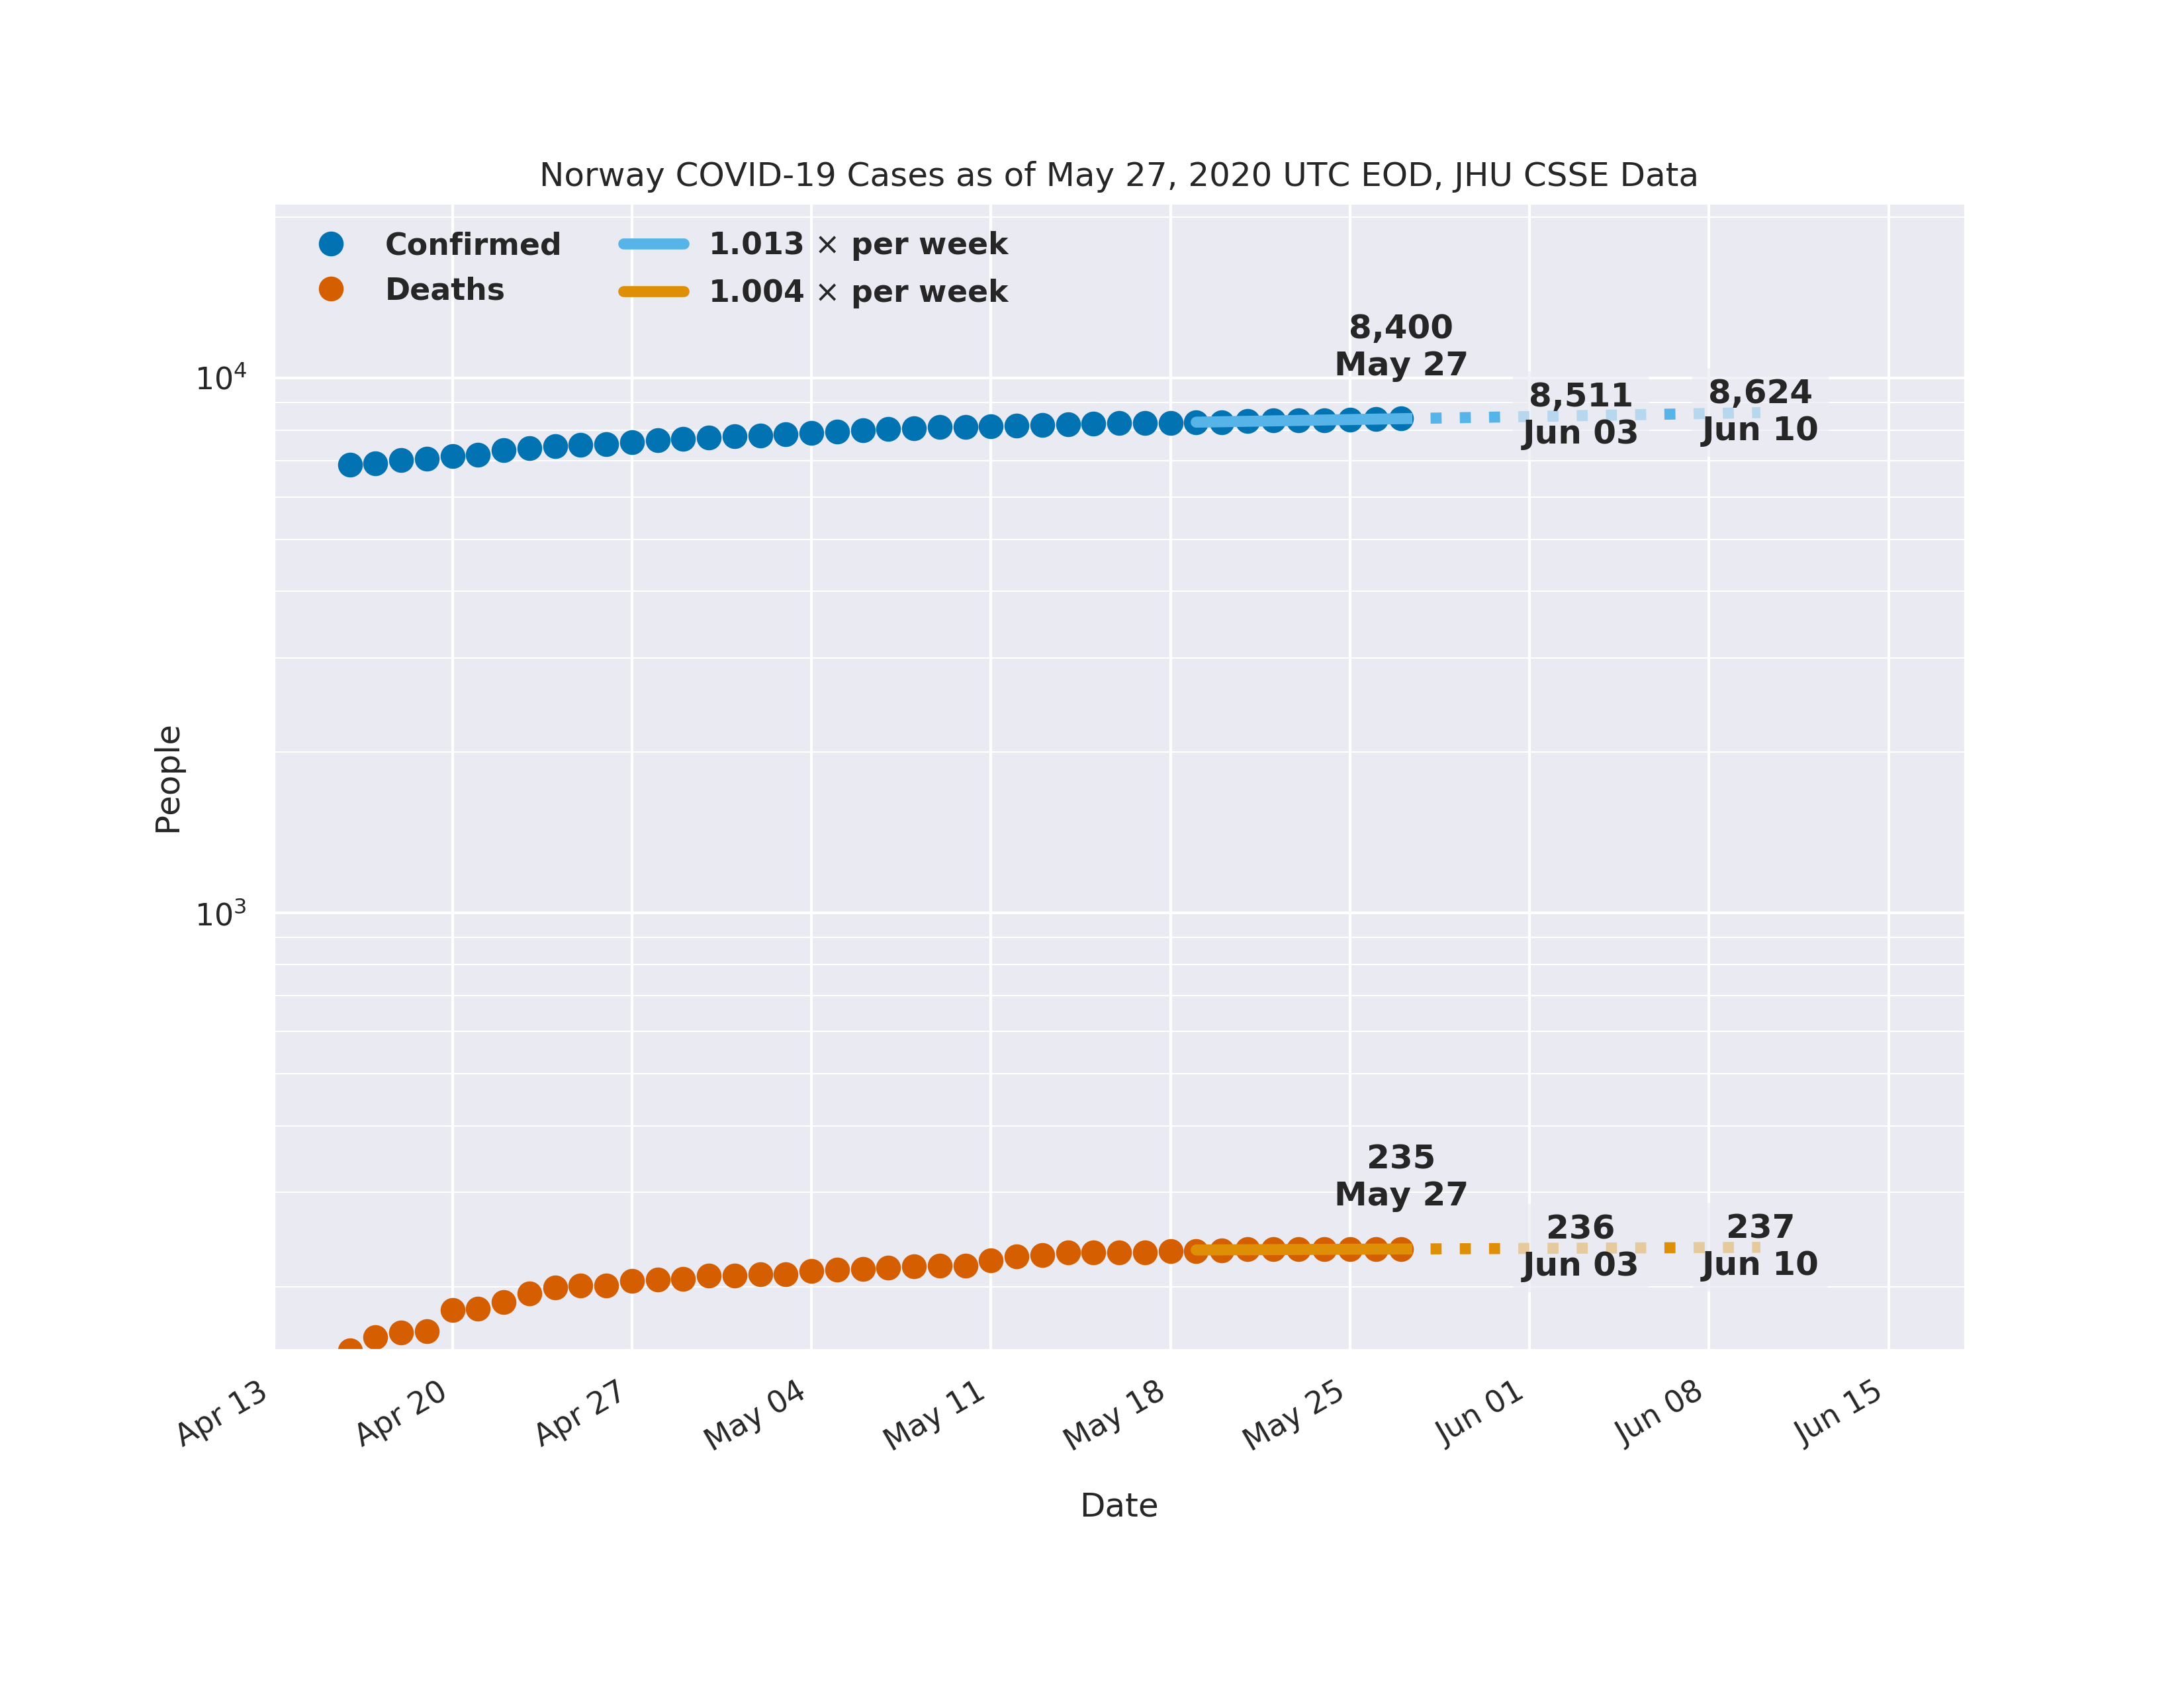 Norway COVID-19 Cases as of May 27, 2020 UTC EOD, JHU CSSE Data
Confirmed
Deaths
1.013 × per week
1.004 × per week
8,400
May 27
8,511
Jun 03
8,624
Jun 10
10⁴
10³
People
235
May 27
236
Jun 03
237
Jun 10
Apr 13
Apr 20
Apr 27
May 04
May 11
May 18
May 25
Jun 01
Jun 08
Jun 15
Date